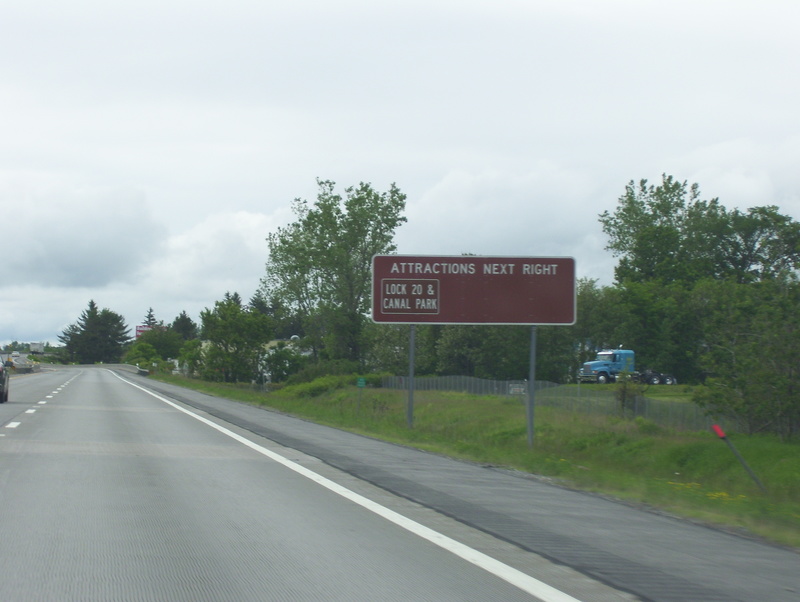 ATTRACTIONS NEXT RIGHT
LOCK 20 &
CANAL PARK